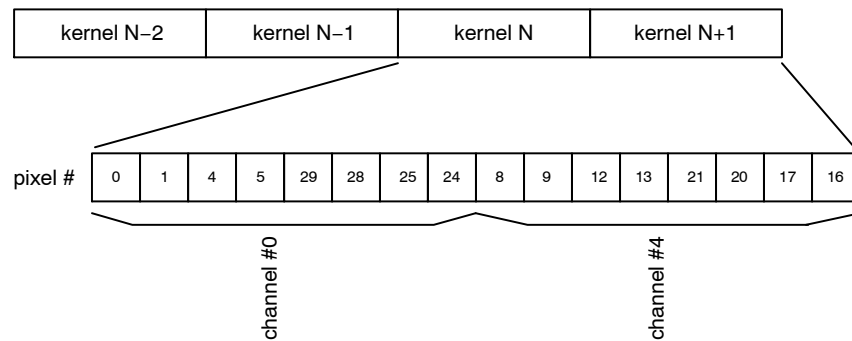 kernel N−2 kernel N−1 kernel N kernel N+1
pixel # 0 1 4 5 29 28 25 24 8 9 12 13 21 20 17 16
channel #0
channel #4